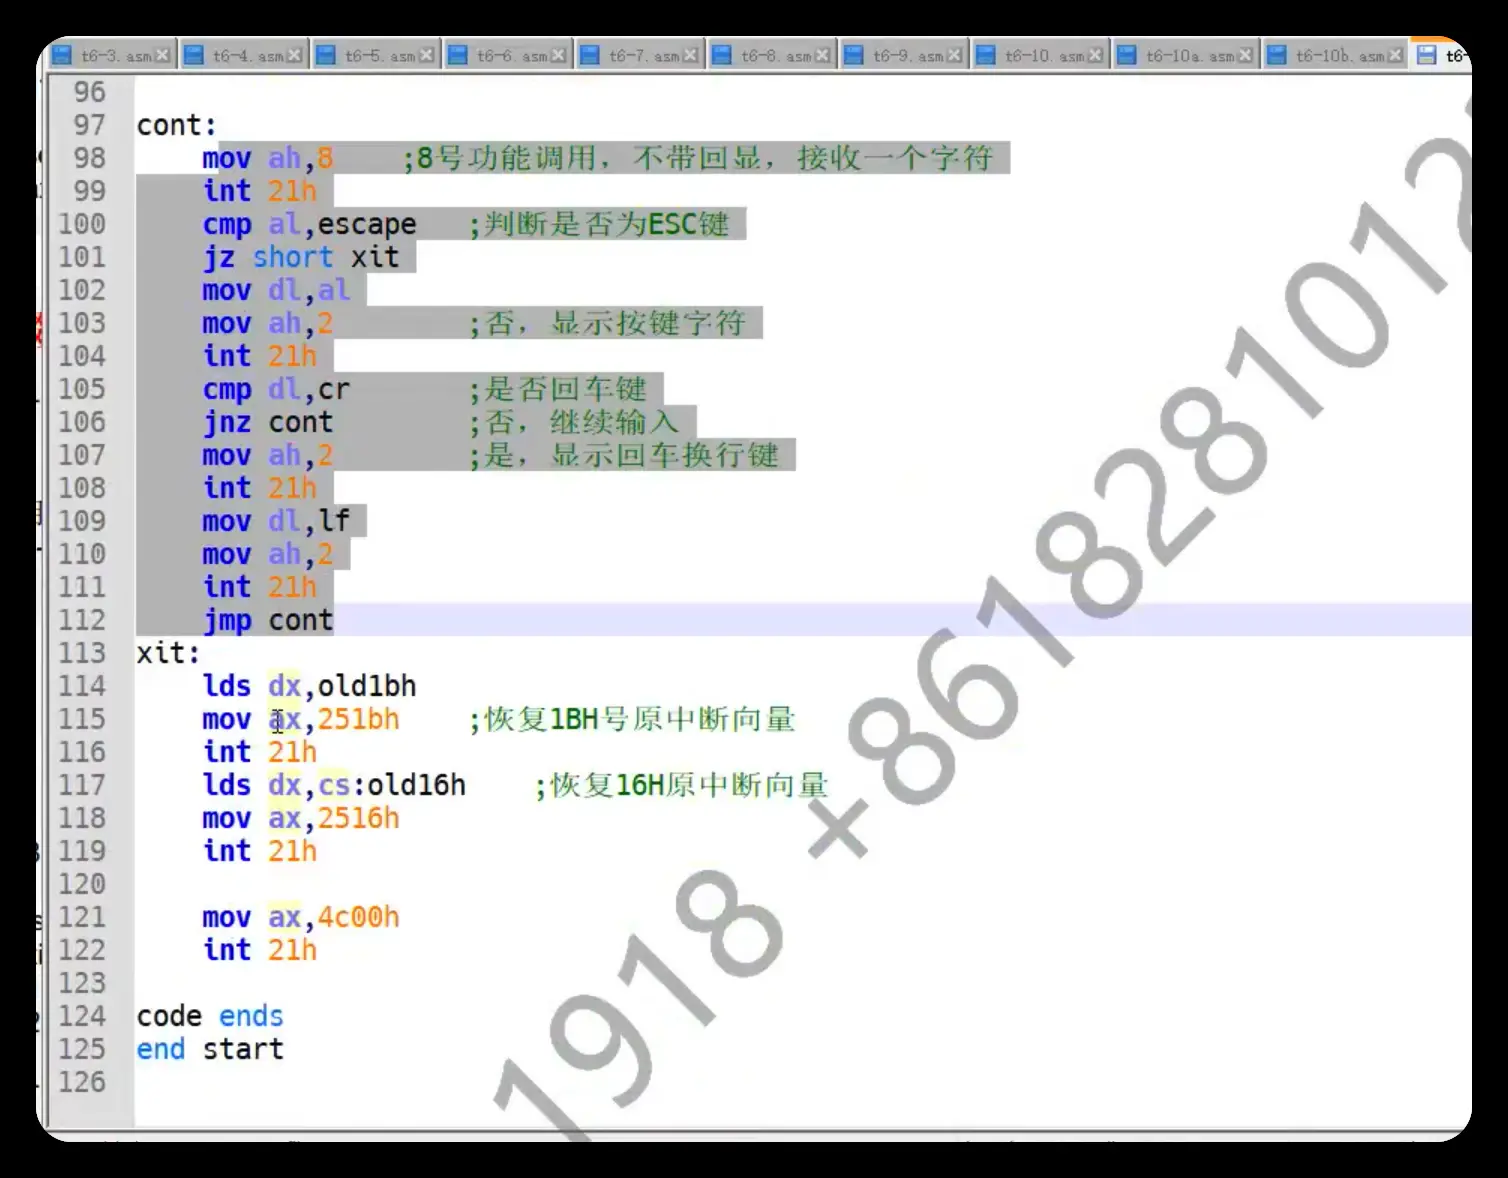 t6-3.asm t6-4.asm t6-5.asm t6-6.asm t6-7.asm t6-8.asm t6-9.asm t6-10.asm t6-10a.asm t6-10b.asm t6-
96
97 cont:
98 mov ah,8 ;8号功能调用，不带回显，接收一个字符
99 int 21h
100 cmp al,escape ;判断是否为ESC键
101 jz short xit
102 mov dl,al
103 mov ah,2 ;否，显示按键字符
104 int 21h
105 cmp dl,cr ;是否回车键
106 jnz cont ;否，继续输入
107 mov ah,2 ;是，显示回车换行键
108 int 21h
109 mov dl,lf
110 mov ah,2
111 int 21h
112 jmp cont
113 xit:
114 lds dx,old1bh
115 mov ax,251bh ;恢复1BH号原中断向量
116 int 21h
117 lds dx,cs:old16h ;恢复16H原中断向量
118 mov ax,2516h
119 int 21h
120
121 mov ax,4c00h
122 int 21h
123
124 code ends
125 end start
126
1918 +861828101